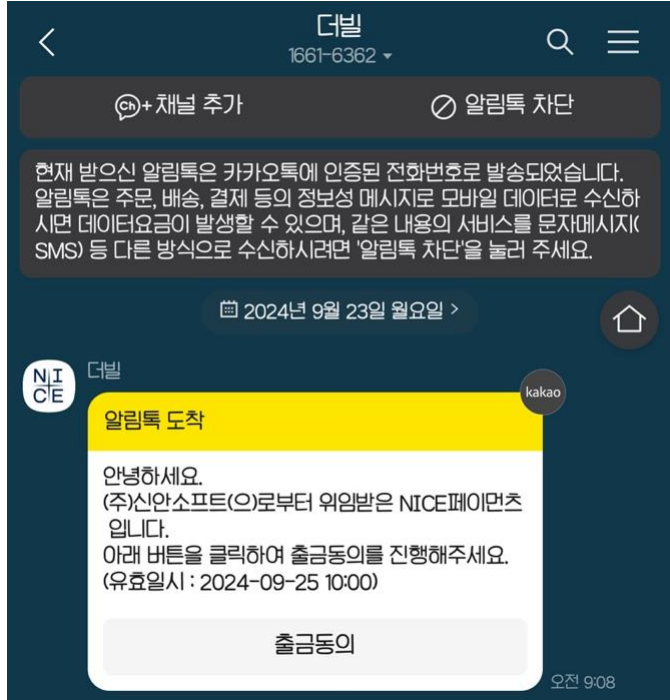 더빌
1661-6362
Ch+ 채널 추가
알림톡 차단
현재 받으신 알림톡은 카카오톡에 인증된 전화번호로 발송되었습니다.
알림톡은 주문, 배송, 결제 등의 정보성 메시지로 모바일 데이터로 수신하
시면 데이터요금이 발생할 수 있으며, 같은 내용의 서비스를 문자메시지(
SMS) 등 다른 방식으로 수신하시려면 '알림톡 차단'을 눌러 주세요.
2024년 9월 23일 월요일 >
NICE
더빌
kakao
알림톡 도착
안녕하세요.
(주)신안소프트(으)로부터 위임받은 NICE페이먼츠
입니다.
아래 버튼을 클릭하여 출금동의를 진행해주세요.
(유효일시 : 2024-09-25 10:00)
출금동의
오전 9:08